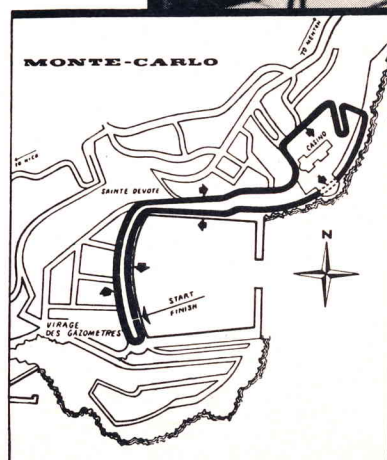 MONTE-CARLO
TO MENTON
TO NICE
CASINO
SAINTE DEVOTE
N
START
FINISH
VIRAGE
DES GAZOMETRES